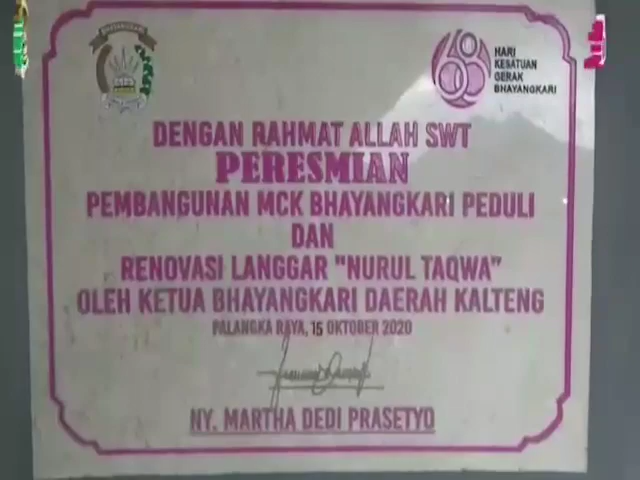 BHAYANGKARI
HARI
KESATUAN
GERAK
BHAYANGKARI
DENGAN RAHMAT ALLAH SWT
PERESMIAN
PEMBANGUNAN MCK BHAYANGKARI PEDULI
DAN
RENOVASI LANGGAR "NURUL TAQWA"
OLEH KETUA BHAYANGKARI DAERAH KALTENG
PALANGKA RAYA, 15 OKTOBER 2020
NY. MARTHA DEDI PRASETYO